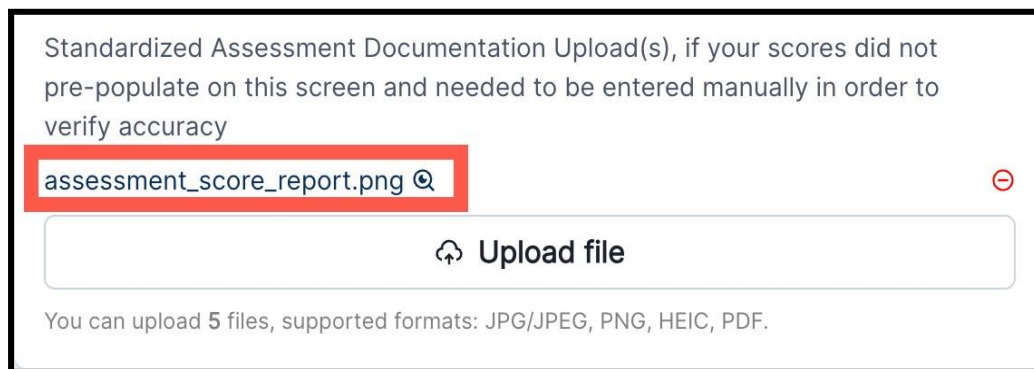 Standardized Assessment Documentation Upload(s), if your scores did not
pre-populate on this screen and needed to be entered manually in order to
verify accuracy
assessment_score_report.png
Upload file
You can upload 5 files, supported formats: JPG/JPEG, PNG, HEIC, PDF.